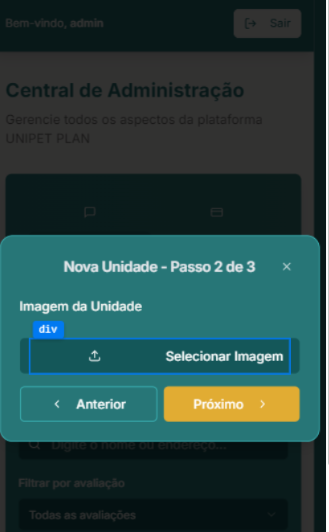 Bem-vindo, admin
Sair
Central de Administração
Gerencie todos os aspectos da plataforma
UNIPET PLAN
Nova Unidade - Passo 2 de 3
Imagem da Unidade
div
Selecionar Imagem
Anterior
Próximo
Digite o nome ou endereço...
Filtrar por avaliação
Todas as avaliações